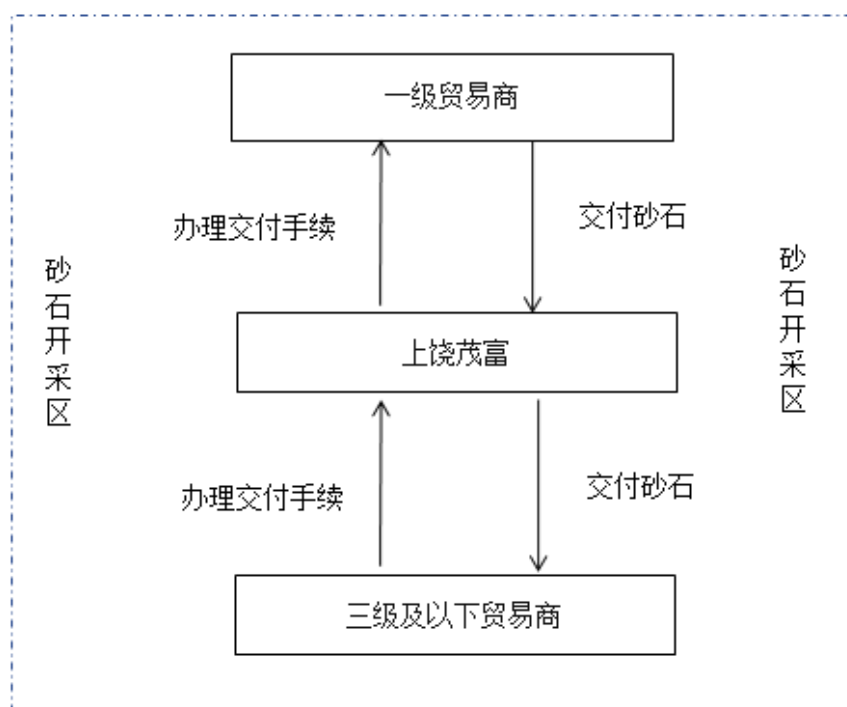 一级贸易商
办理交付手续
交付砂石
砂石开采区
砂石开采区
上饶茂富
办理交付手续
交付砂石
三级及以下贸易商